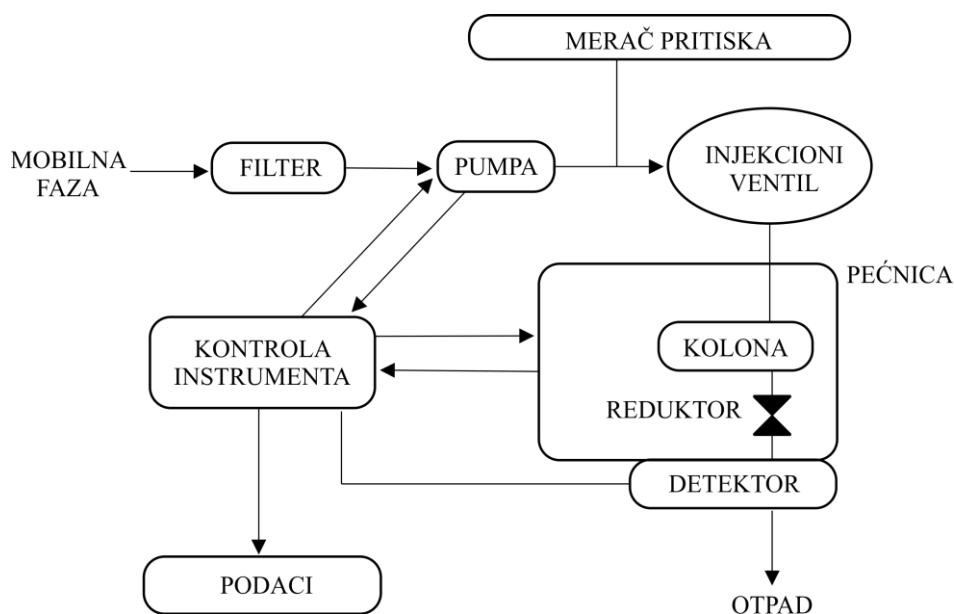 MERAČ PRITISKA
MOBILNA
FAZA
FILTER
PUMPA
INJEKCIONI
VENTIL
PEĆNICA
KONTROLA
INSTRUMENTA
KOLONA
REDUKTOR
DETEKTOR
PODACI
OTPAD